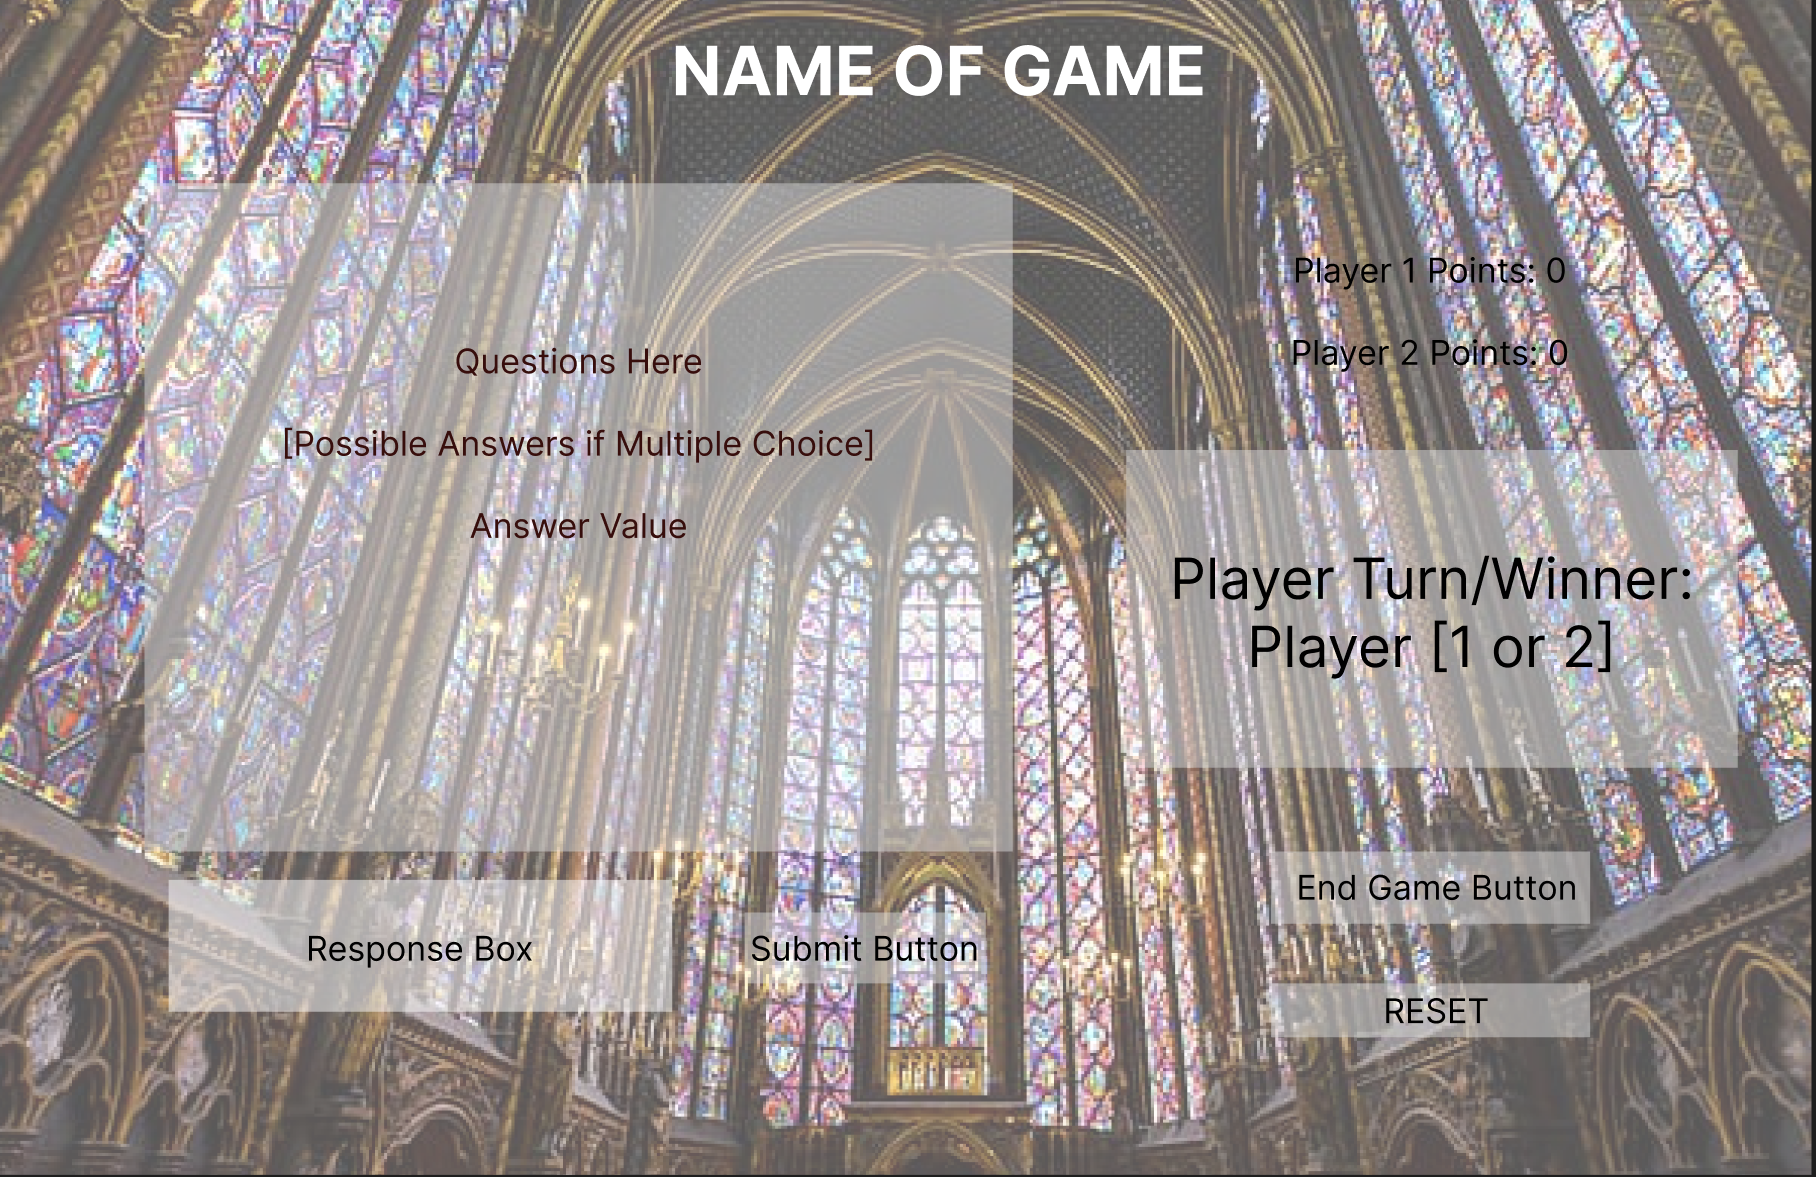 NAME OF GAME
Questions Here
[Possible Answers if Multiple Choice]
Answer Value
Player 1 Points: 0
Player 2 Points: 0
Player Turn/Winner:
Player [1 or 2]
Response Box
Submit Button
End Game Button
RESET